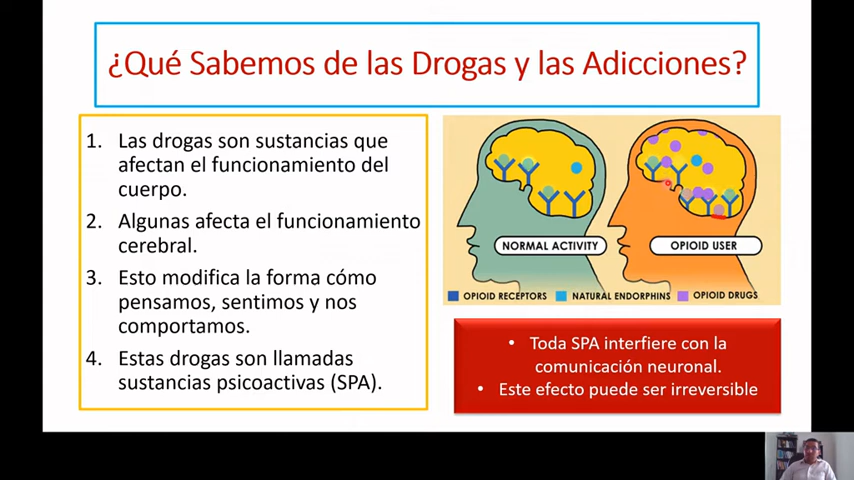 ¿Qué Sabemos de las Drogas y las Adicciones?
1. Las drogas son sustancias que
afectan el funcionamiento del
cuerpo.
2. Algunas afecta el funcionamiento
cerebral.
3. Esto modifica la forma cómo
pensamos, sentimos y nos
comportamos.
4. Estas drogas son llamadas
sustancias psicoactivas (SPA).
NORMAL ACTIVITY
OPIOID USER
OPIOID RECEPTORS
NATURAL ENDORPHINS
OPIOID DRUGS
• Toda SPA interfiere con la
comunicación neuronal.
• Este efecto puede ser irreversible